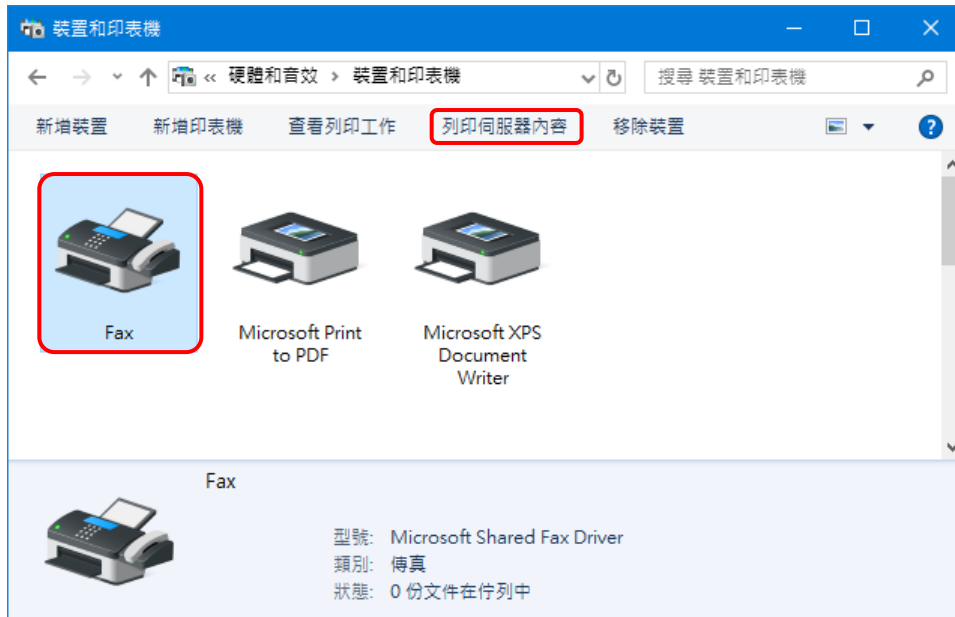 裝置和印表機
« 硬體和音效 › 裝置和印表機
搜尋 裝置和印表機
新增裝置 新增印表機 查看列印工作 列印伺服器內容 移除裝置
Fax
Microsoft Print
to PDF
Microsoft XPS
Document
Writer
Fax
型號: Microsoft Shared Fax Driver
類別: 傳真
狀態: 0 份文件在佇列中